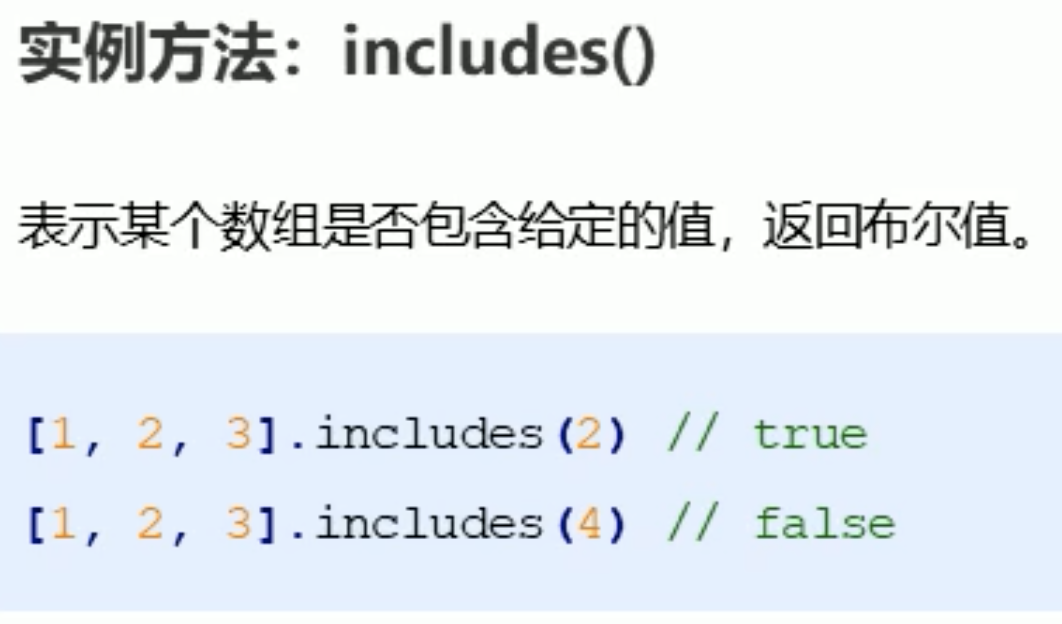 实例方法：includes()
表示某个数组是否包含给定的值，返回布尔值。
[1, 2, 3].includes(2) // true
[1, 2, 3].includes(4) // false